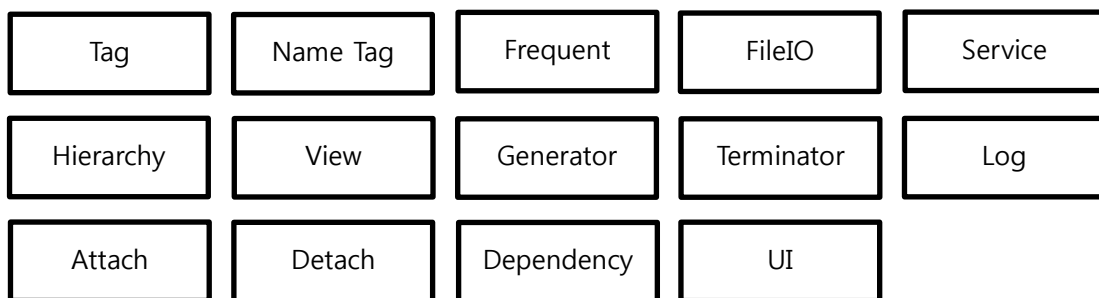 Tag Name Tag Frequent FileIO Service
Hierarchy View Generator Terminator Log
Attach Detach Dependency UI